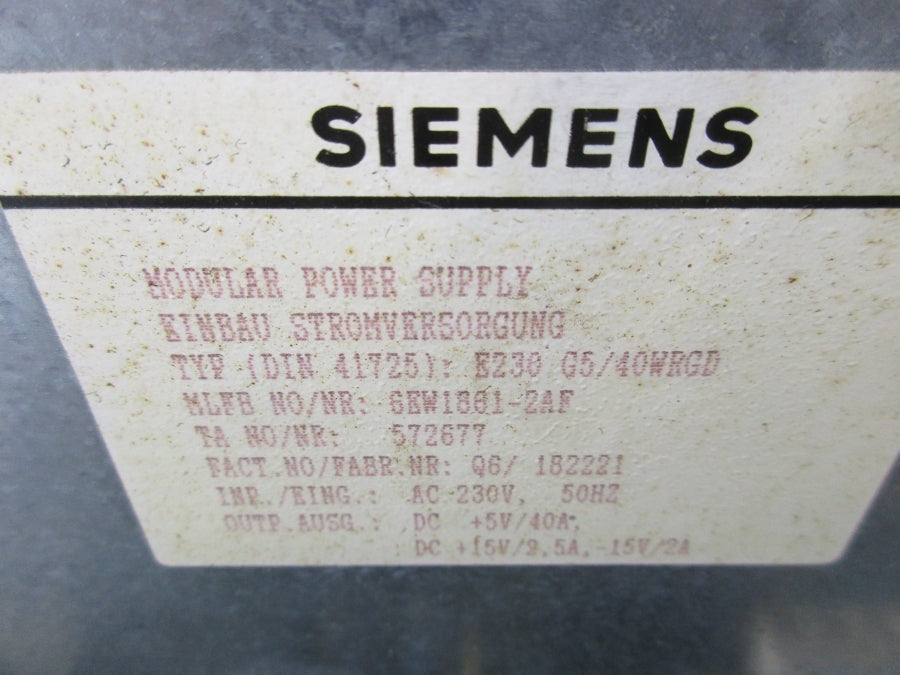 SIEMENS
MODULAR POWER SUPPLY
EINBAU STROMVERSORGUNG
TYP (DIN 41725): E230 G5/40WRGD
MLFB NO/NR: 6EW1861-2AF
TA NO/NR: 572677
FACT.NO/FABR.NR: Q6/ 182221
INP./EING.: AC 230V, 50HZ
OUTP.AUSG.: DC +5V/40A,
DC +15V/9,5A,-15V/2A